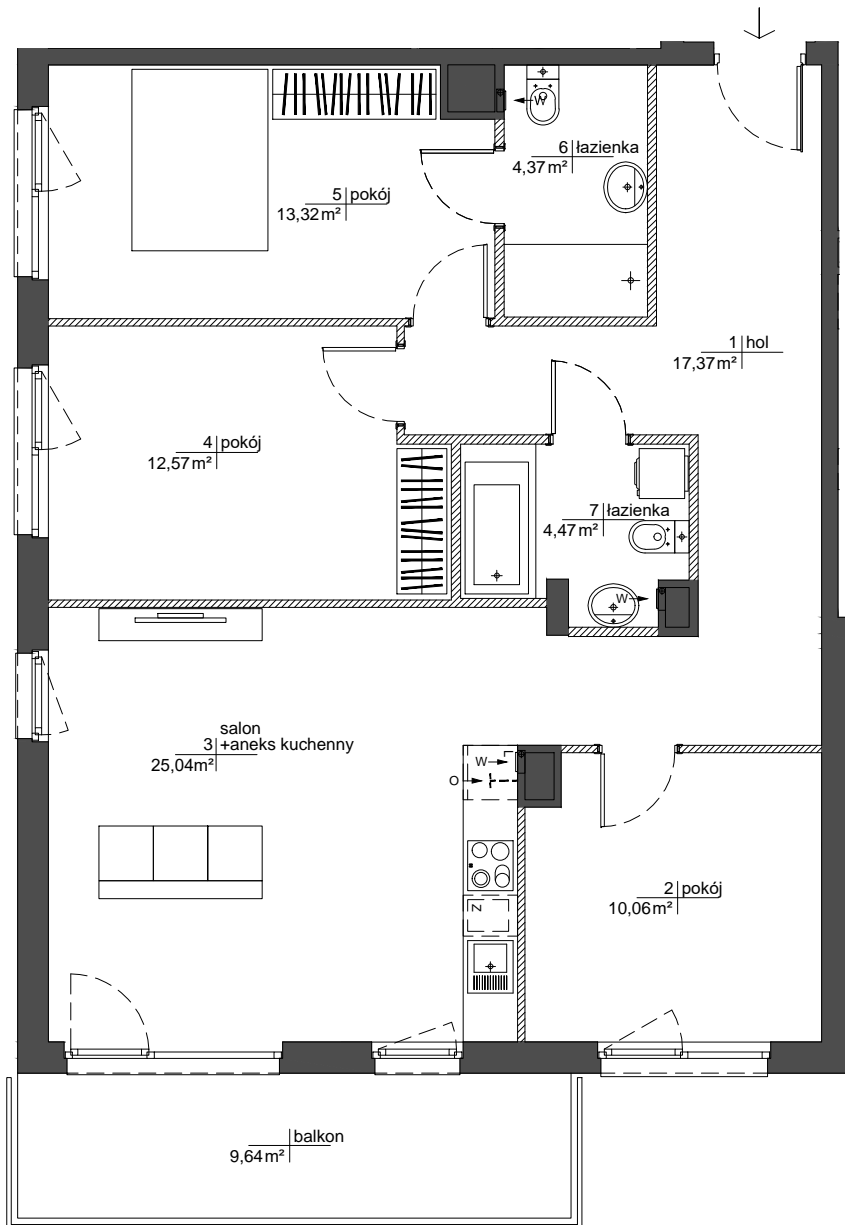 W
6 łazienka
4,37 m²
5 pokój
13,32 m²
1 hol
17,37 m²
4 pokój
12,57 m²
7 łazienka
4,47 m²
W
salon
3 +aneks kuchenny
25,04 m²
W
O
2 pokój
10,06 m²
Z
balkon
9,64 m²